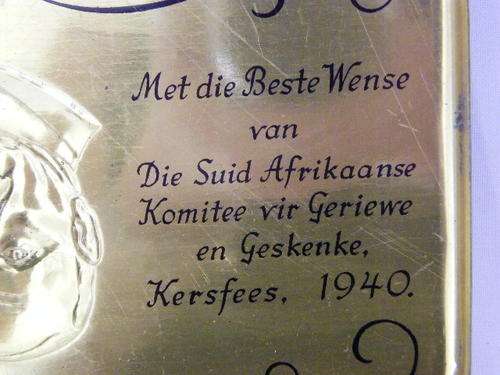 Met die Beste Wense
van
Die Suid Afrikaanse
Komitee vir Geriewe
en Geskenke,
Kersfees, 1940.